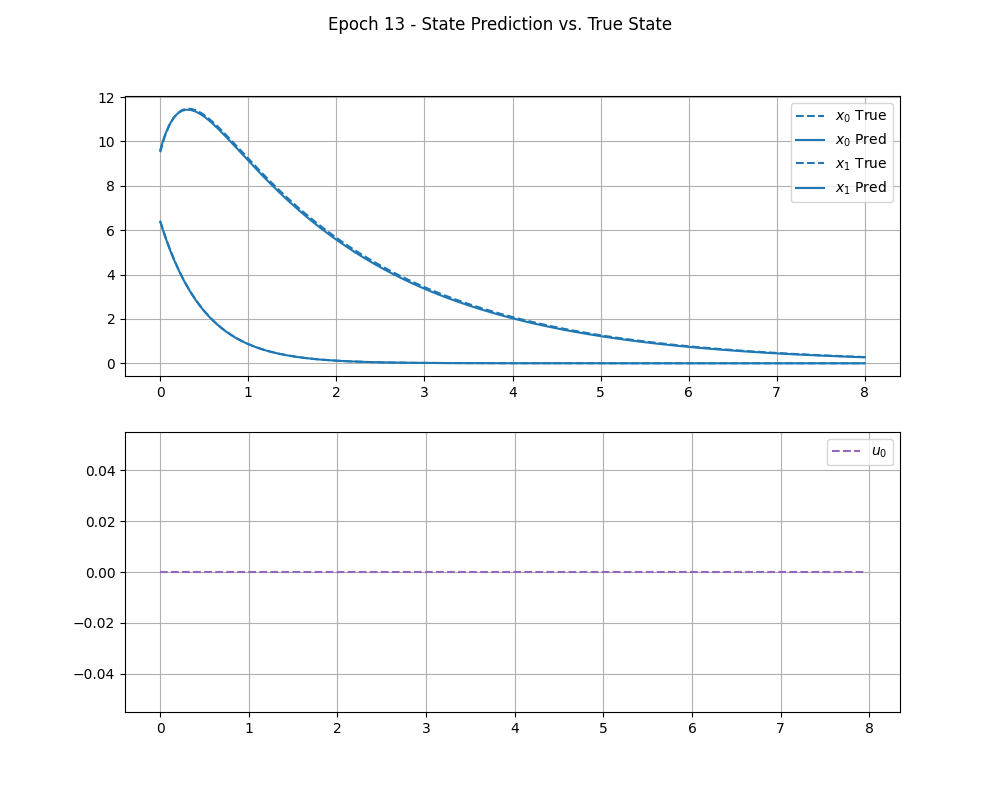 Epoch 13 - State Prediction vs. True State
12
10
8
6
4
2
0
x₀ True
x₀ Pred
x₁ True
x₁ Pred
0 1 2 3 4 5 6 7 8
0.04
0.02
0.00
−0.02
−0.04
u₀
0 1 2 3 4 5 6 7 8